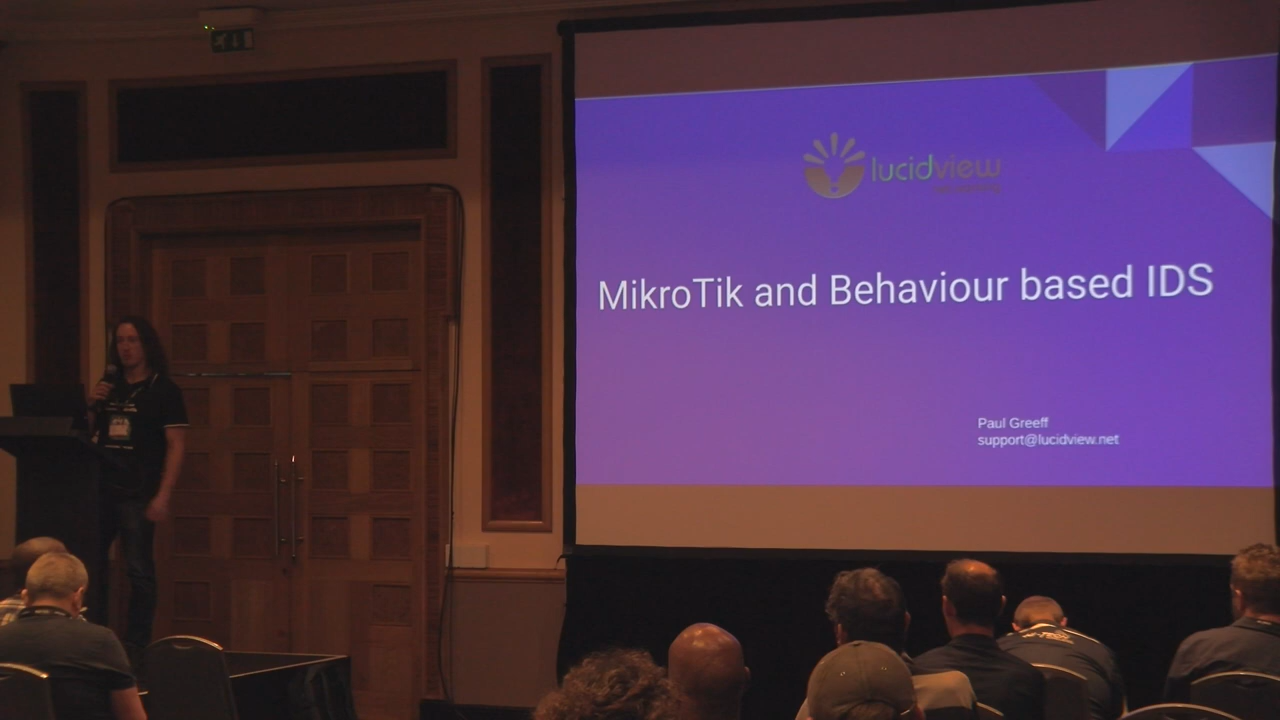 lucidview
MikroTik and Behaviour based IDS
Paul Greeff
support@lucidview.net